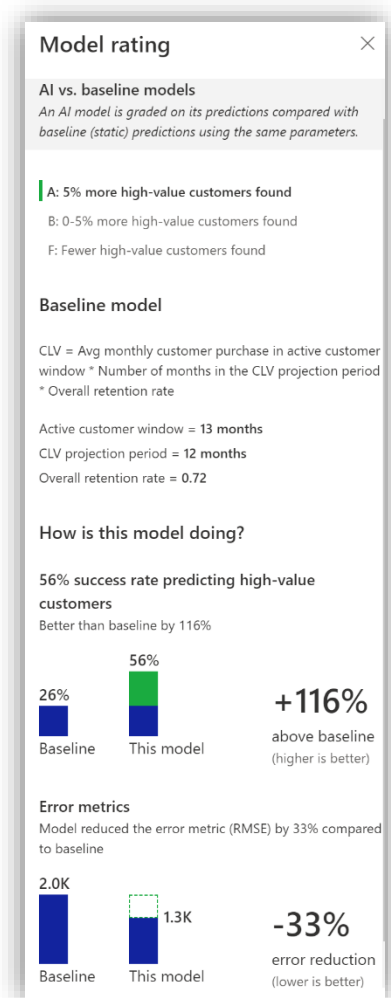 Model rating
AI vs. baseline models
An AI model is graded on its predictions compared with
baseline (static) predictions using the same parameters.
A: 5% more high-value customers found
B: 0-5% more high-value customers found
F: Fewer high-value customers found
Baseline model
CLV = Avg monthly customer purchase in active customer
window * Number of months in the CLV projection period
* Overall retention rate
Active customer window = 13 months
CLV projection period = 12 months
Overall retention rate = 0.72
How is this model doing?
56% success rate predicting high-value
customers
Better than baseline by 116%
56%
26%
+116%
above baseline
(higher is better)
Baseline
This model
Error metrics
Model reduced the error metric (RMSE) by 33% compared
to baseline
2.0K
1.3K
-33%
error reduction
(lower is better)
Baseline
This model